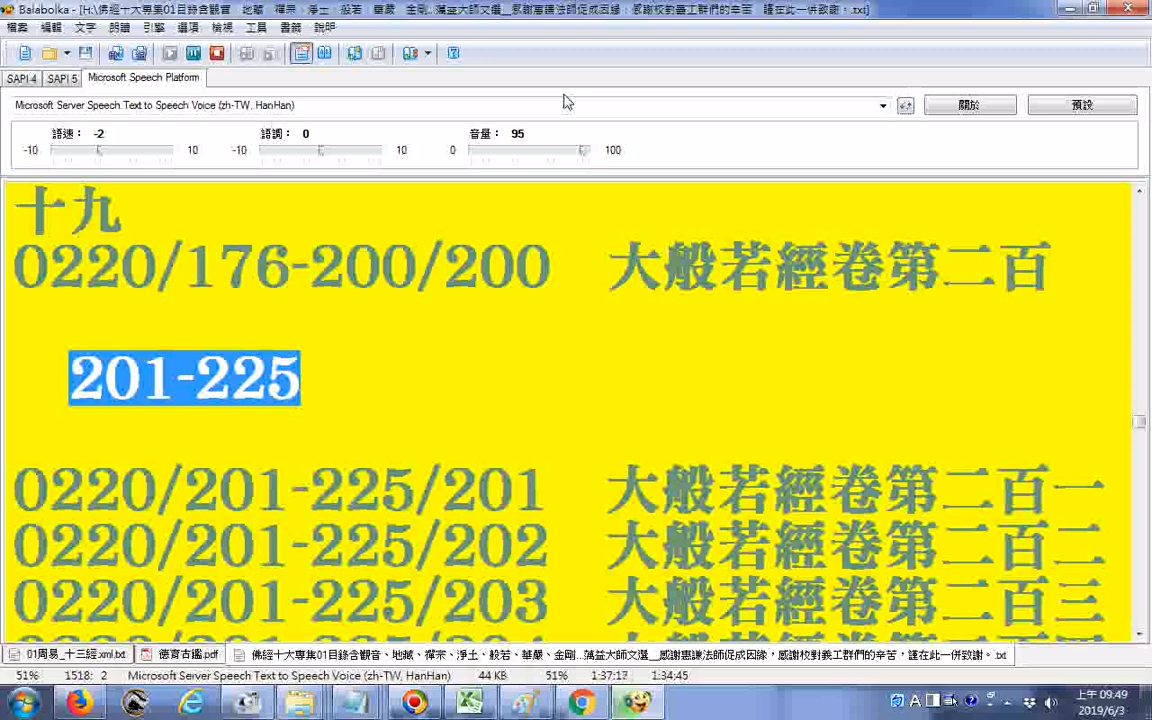 Balabolka - [H:\佛經十大專集01目錄含觀音、地藏、禪宗、淨土、般若、華嚴、金剛..蕅益大師文選__感謝憲法師促成因緣，感謝校對義工群們的辛苦，謹在此一併致謝。.txt]
檔案 編輯 文字 朗讀 引擎 選項 檢視 工具 書籤 說明
SAPI 4 SAPI 5 Microsoft Speech Platform
Microsoft Server Speech Text to Speech Voice (zh-TW, HanHan) 關於 預設
語速： -2 語調： 0 音量： 95
-10 10 -10 10 0 100
十九
0220/176-200/200 大般若經卷第二百
201-225
0220/201-225/201 大般若經卷第二百一
0220/201-225/202 大般若經卷第二百二
0220/201-225/203 大般若經卷第二百三
01周易_十三經.xml.txt 德育古鑑.pdf 佛經十大專集01目錄含觀音、地藏、禪宗、淨土、般若、華嚴、金剛...蕅益大師文選__感謝憲法師促成因緣，感謝校對義工群們的辛苦，謹在此一併致謝。.txt
51% 1518: 2 Microsoft Server Speech Text to Speech Voice (zh-TW, HanHan) 44 KB 51% 1:37:13 1:34:45
上午 09:49
2019/6/3